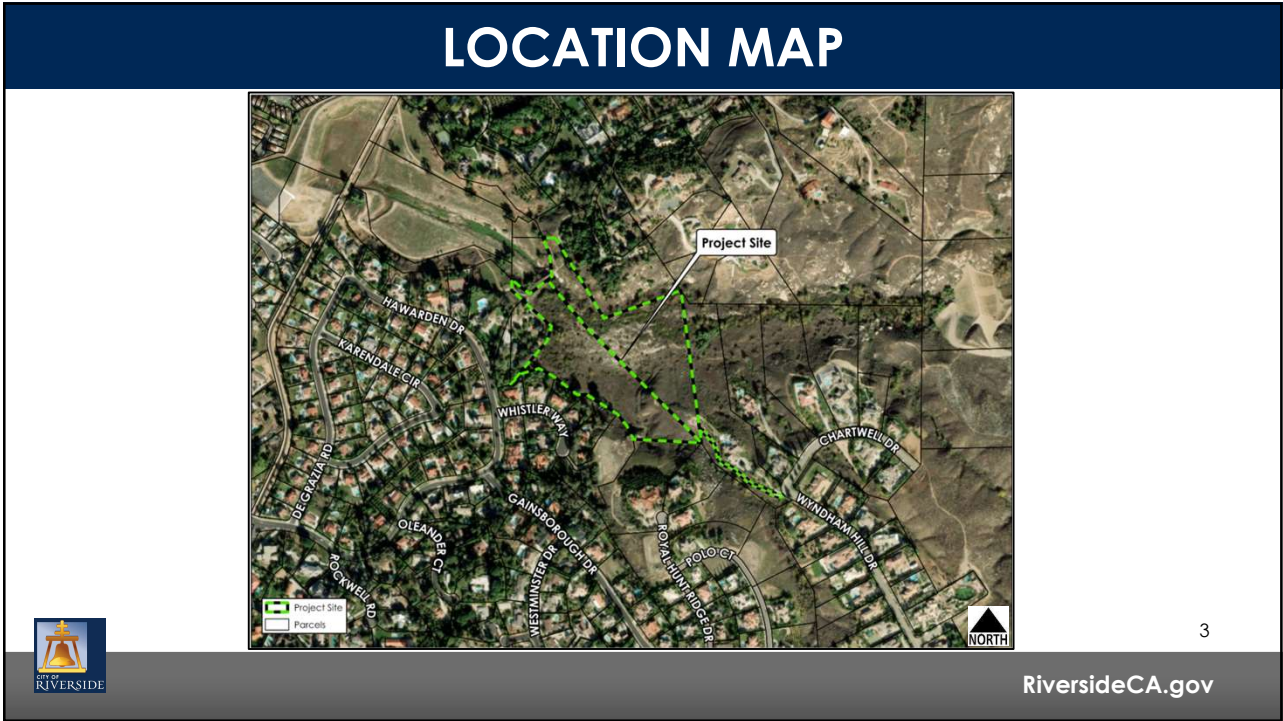 LOCATION MAP
Project Site
HAWARDEN DR
KARENDALE CIR
WHISTLER WAY
CHARTWELL DR
DEGRAZIA RD
GAINSBOROUGH DR
WYNDHAM HILL DR
OLEANDER CT
ROCKWELL RD
WESTMINSTER DR
ROYAL HUNT RIDGE DR
POLO CT
Project Site
Parcels
NORTH
3
CITY OF
RIVERSIDE
RiversideCA.gov